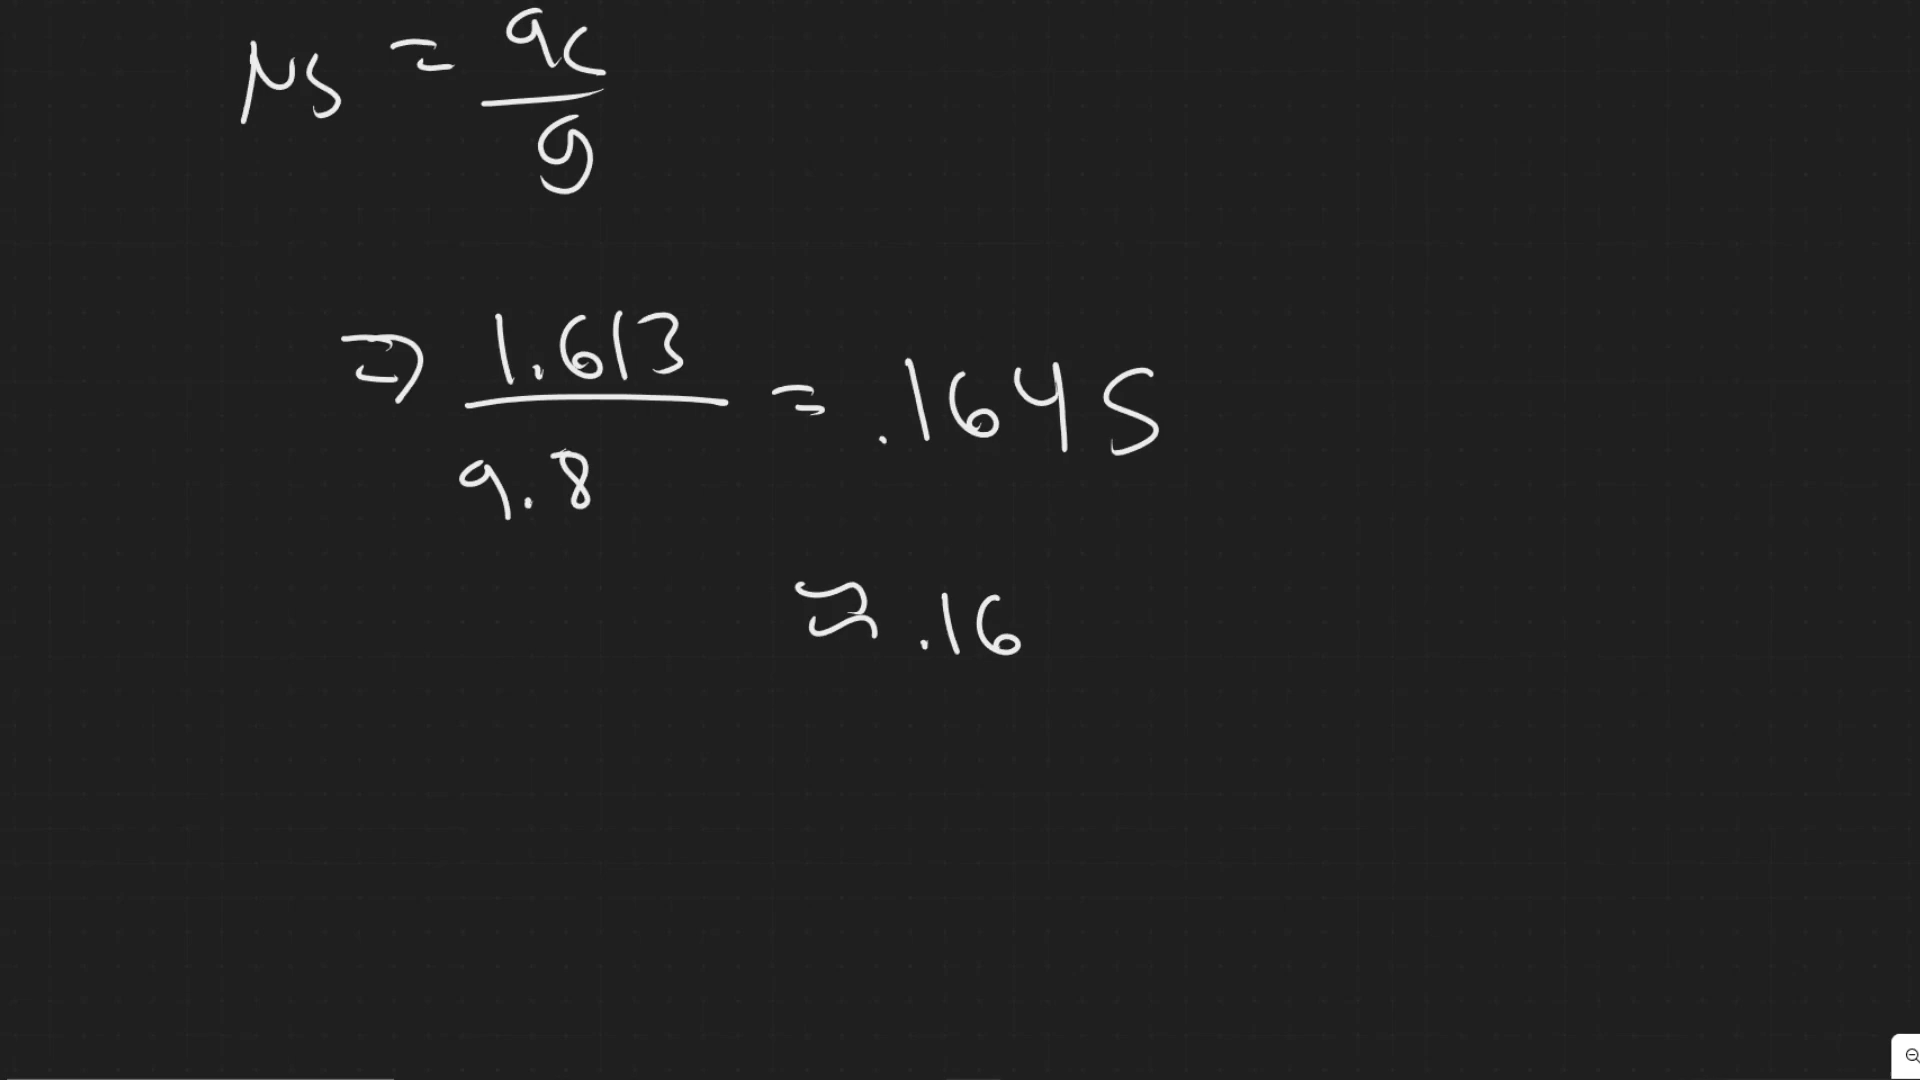 μs = ac/g
⇒ 1.613/9.8 = .1645
≈ .16